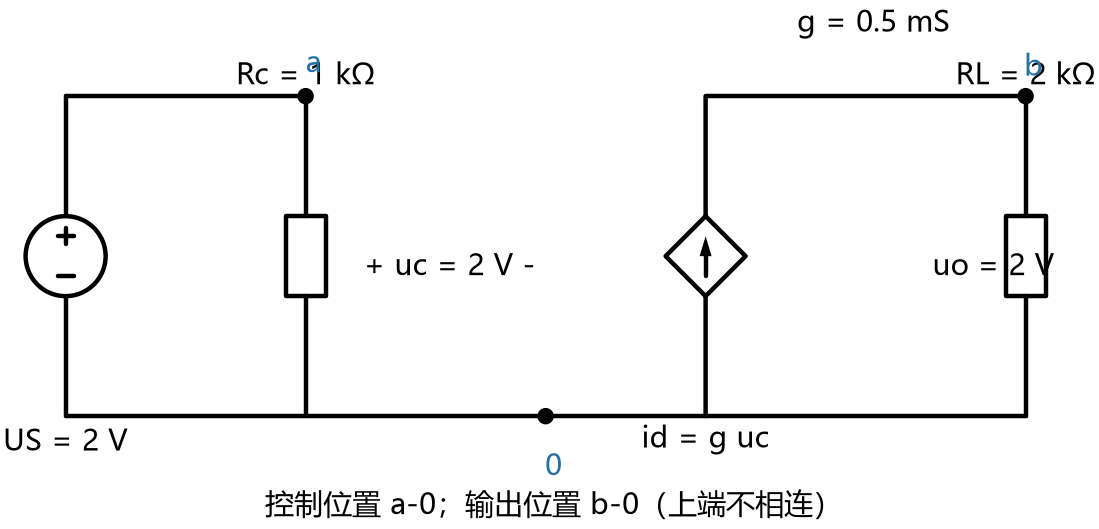 g = 0.5 mS
a
Rc = 1 kΩ
b
RL = 2 kΩ
+
−
+ uc = 2 V -
uo = 2 V
US = 2 V
id = g uc
0
控制位置 a-0；输出位置 b-0（上端不相连）